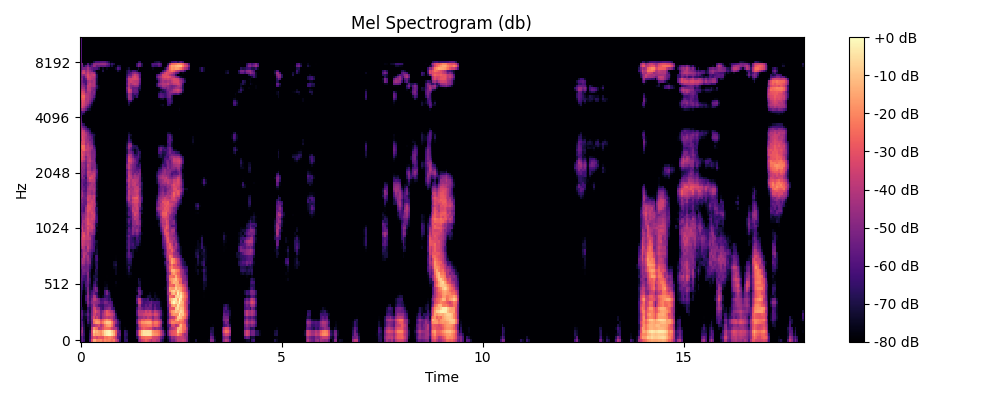 Mel Spectrogram (db)
8192
4096
2048
1024
512
0
Hz
0 5 10 15
Time
+0 dB
-10 dB
-20 dB
-30 dB
-40 dB
-50 dB
-60 dB
-70 dB
-80 dB